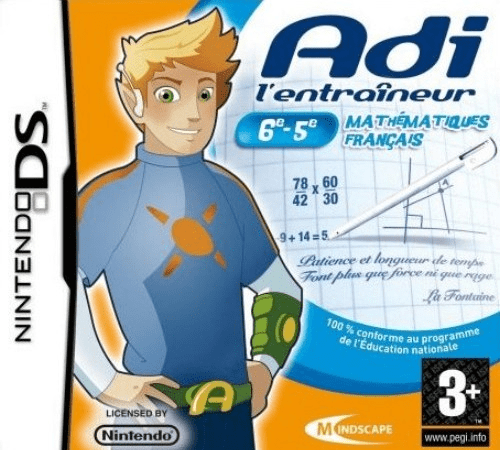 NINTENDO DS™
Adi
l'entraîneur
6e-5e
MATHÉMATIQUES
FRANÇAIS
78 x 60
42 30
-9+14=5
Patience et longueur de temps
Font plus que force ni que rage
La Fontaine
100 % conforme au programme
de l'Éducation nationale
A
LICENSED BY
Nintendo
MINDSCAPE
3+
www.pegi.info